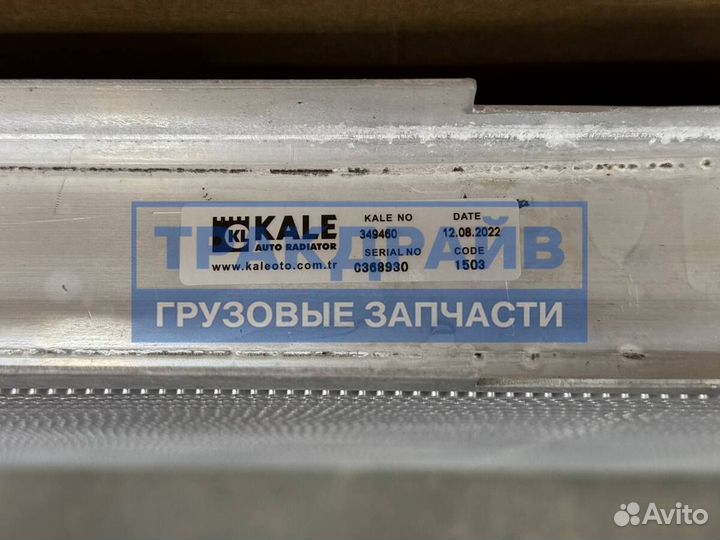 KL KALE
AUTO RADIATOR
www.kaleoto.com.tr
KALE NO
349460
SERIAL NO
0368930
DATE
12.08.2022
CODE
1503
ТРАКДРАЙВ
ГРУЗОВЫЕ ЗАПЧАСТИ
Avito